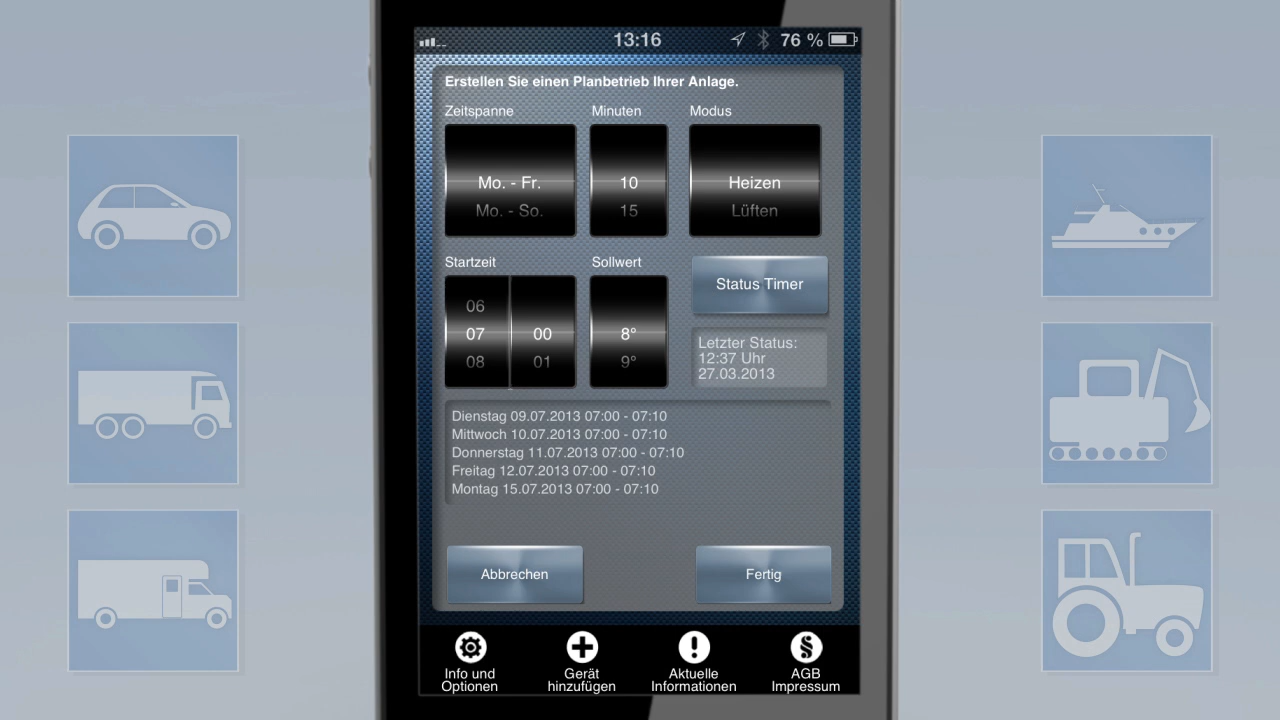 13:16 76 %
Erstellen Sie einen Planbetrieb Ihrer Anlage.
Zeitspanne Minuten Modus
Mo. - Fr. 10 Heizen
Mo. - So. 15 Lüften
Startzeit Sollwert
06
07 00 8°
08 01 9°
Status Timer
Letzter Status:
12:37 Uhr
27.03.2013
Dienstag 09.07.2013 07:00 - 07:10
Mittwoch 10.07.2013 07:00 - 07:10
Donnerstag 11.07.2013 07:00 - 07:10
Freitag 12.07.2013 07:00 - 07:10
Montag 15.07.2013 07:00 - 07:10
Abbrechen Fertig
Info und
Optionen
Gerät
hinzufügen
Aktuelle
Informationen
AGB
Impressum